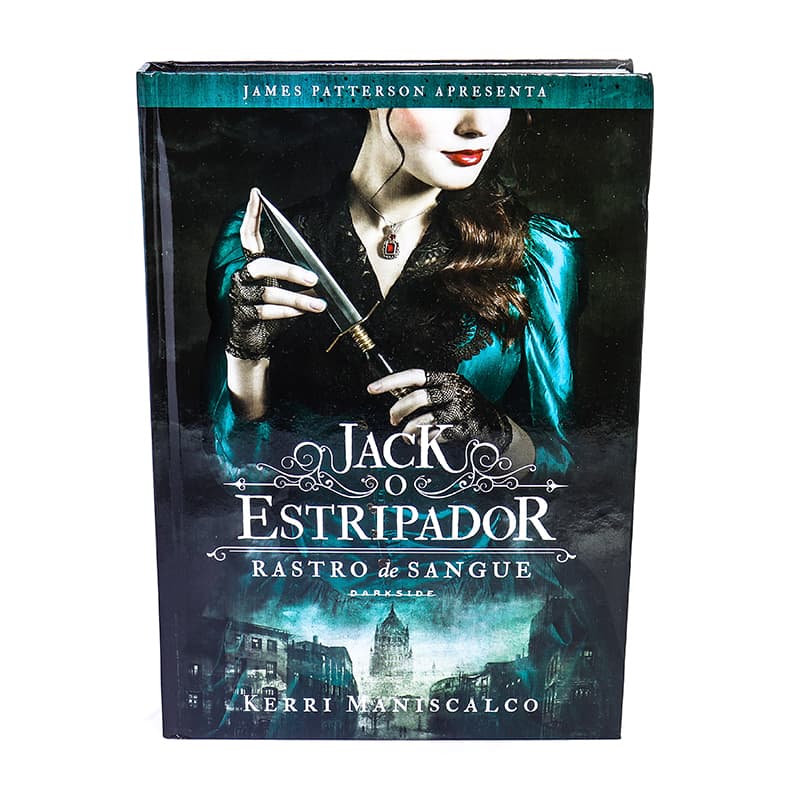 JAMES PATTERSON APRESENTA
JACK
O
ESTRIPADOR
RASTRO de SANGUE
DARKSIDE
KERRI MANISCALCO